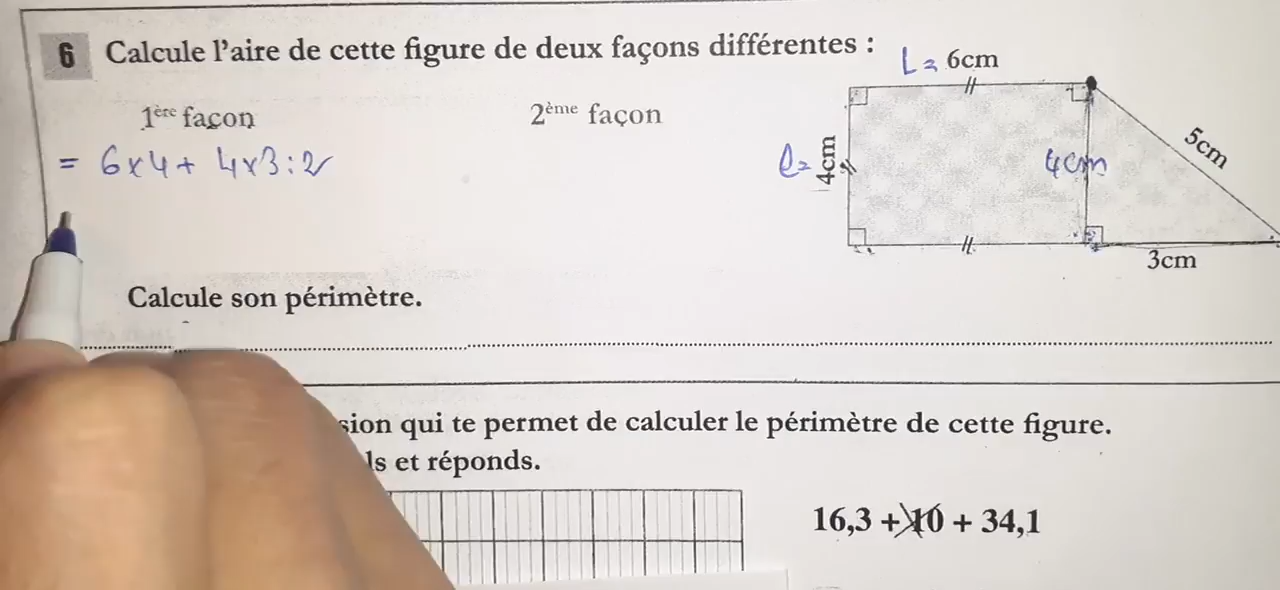 6 Calcule l'aire de cette figure de deux façons différentes :
L = 6cm
1ère façon
2ème façon
= 6x4 + 4x3:2
l= 4cm
4cm
5cm
3cm
Calcule son périmètre.
sion qui te permet de calculer le périmètre de cette figure.
ls et réponds.
16,3 + 10 + 34,1